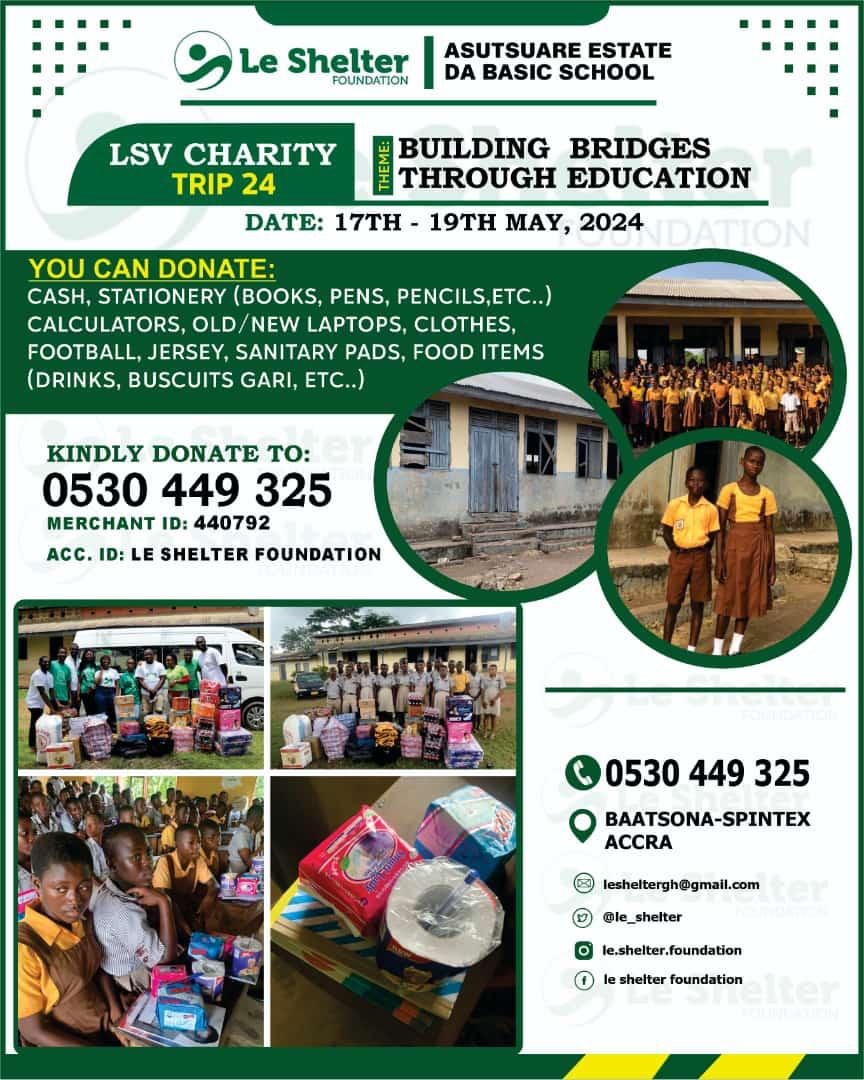 Le Shelter
FOUNDATION
ASUTSUARE ESTATE
DA BASIC SCHOOL
LSV CHARITY
TRIP 24
THEME:
BUILDING BRIDGES
THROUGH EDUCATION
DATE: 17TH - 19TH MAY, 2024
YOU CAN DONATE:
CASH, STATIONERY (BOOKS, PENS, PENCILS,ETC..)
CALCULATORS, OLD/NEW LAPTOPS, CLOTHES,
FOOTBALL, JERSEY, SANITARY PADS, FOOD ITEMS
(DRINKS, BUSCUITS GARI, ETC..)
KINDLY DONATE TO:
0530 449 325
MERCHANT ID: 440792
ACC. ID: LE SHELTER FOUNDATION
0530 449 325
BAATSONA-SPINTEX
ACCRA
lesheltergh@gmail.com
@le_shelter
le.shelter.foundation
le shelter foundation